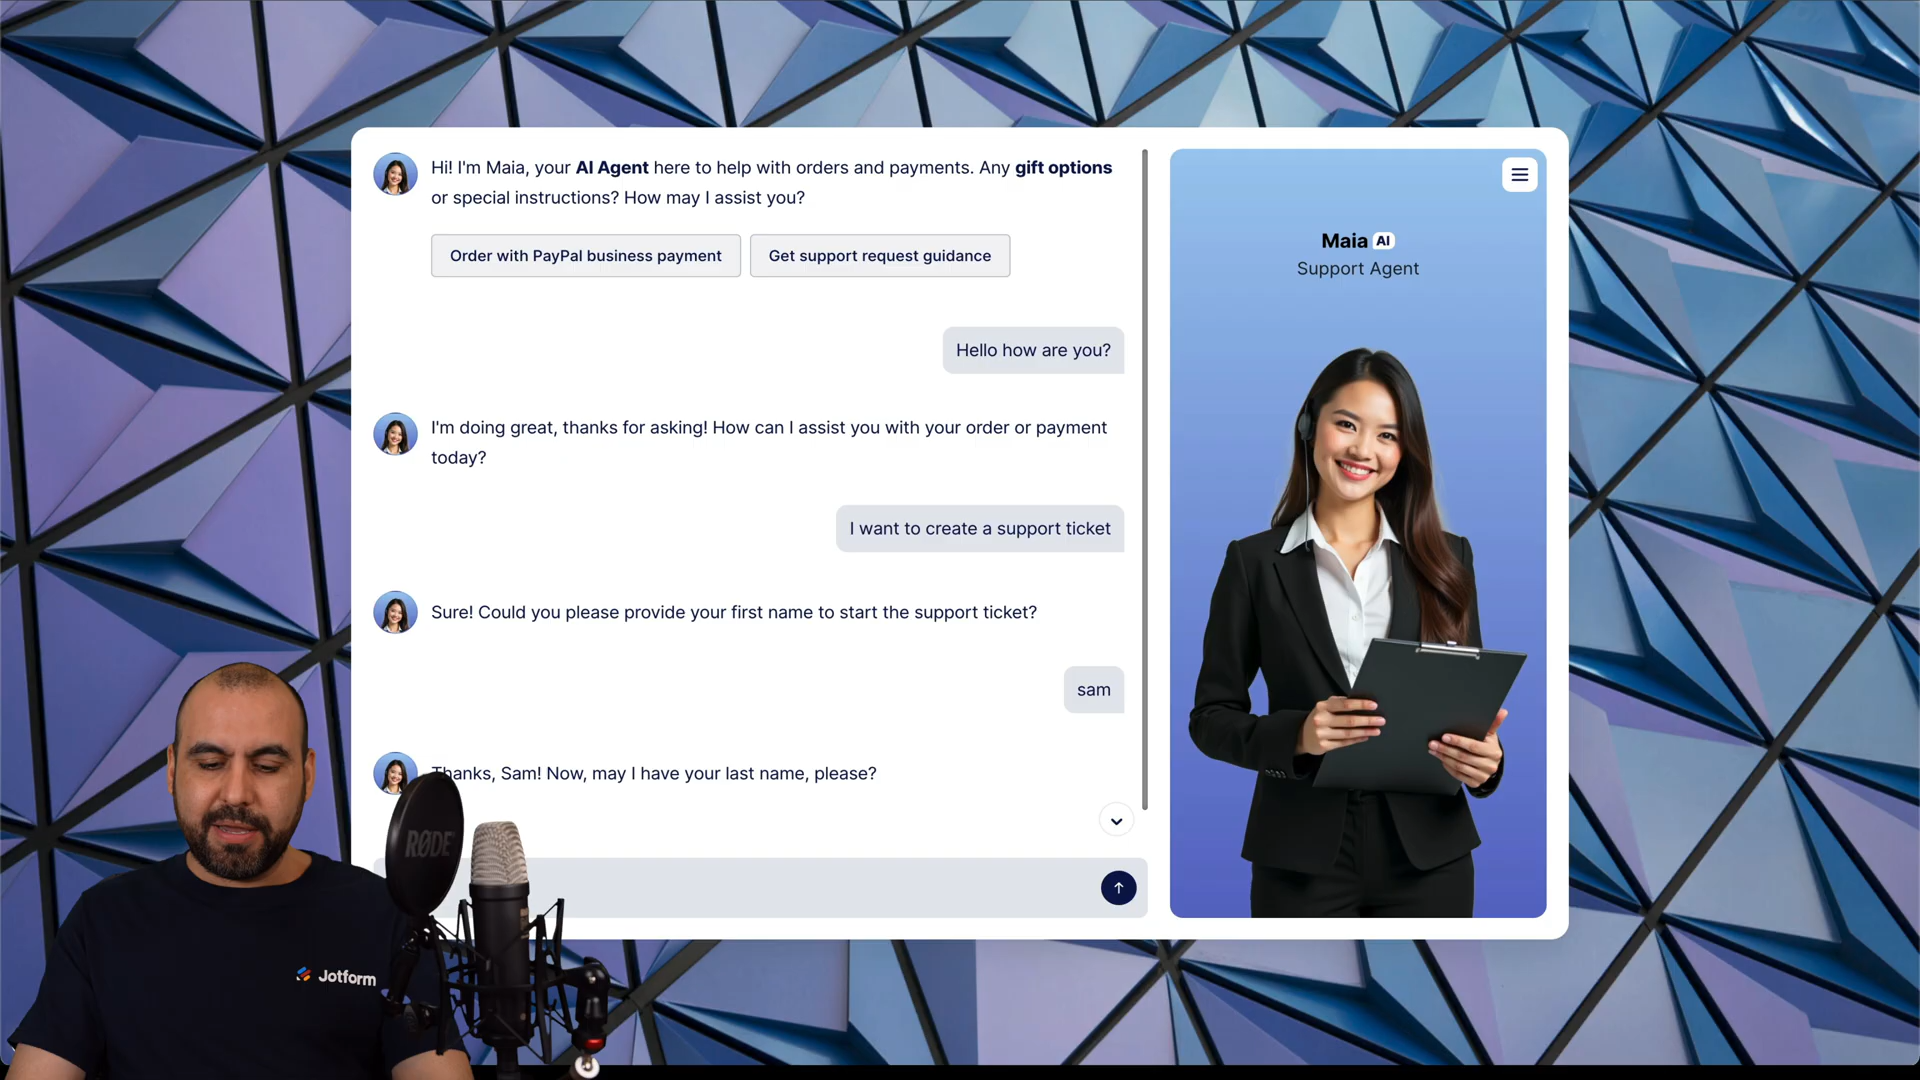 Hi! I'm Maia, your AI Agent here to help with orders and payments. Any gift options
or special instructions? How may I assist you?
Order with PayPal business payment
Get support request guidance
Hello how are you?
I'm doing great, thanks for asking! How can I assist you with your order or payment
today?
I want to create a support ticket
Sure! Could you please provide your first name to start the support ticket?
sam
Thanks, Sam! Now, may I have your last name, please?
Maia AI
Support Agent
RØDE
Jotform